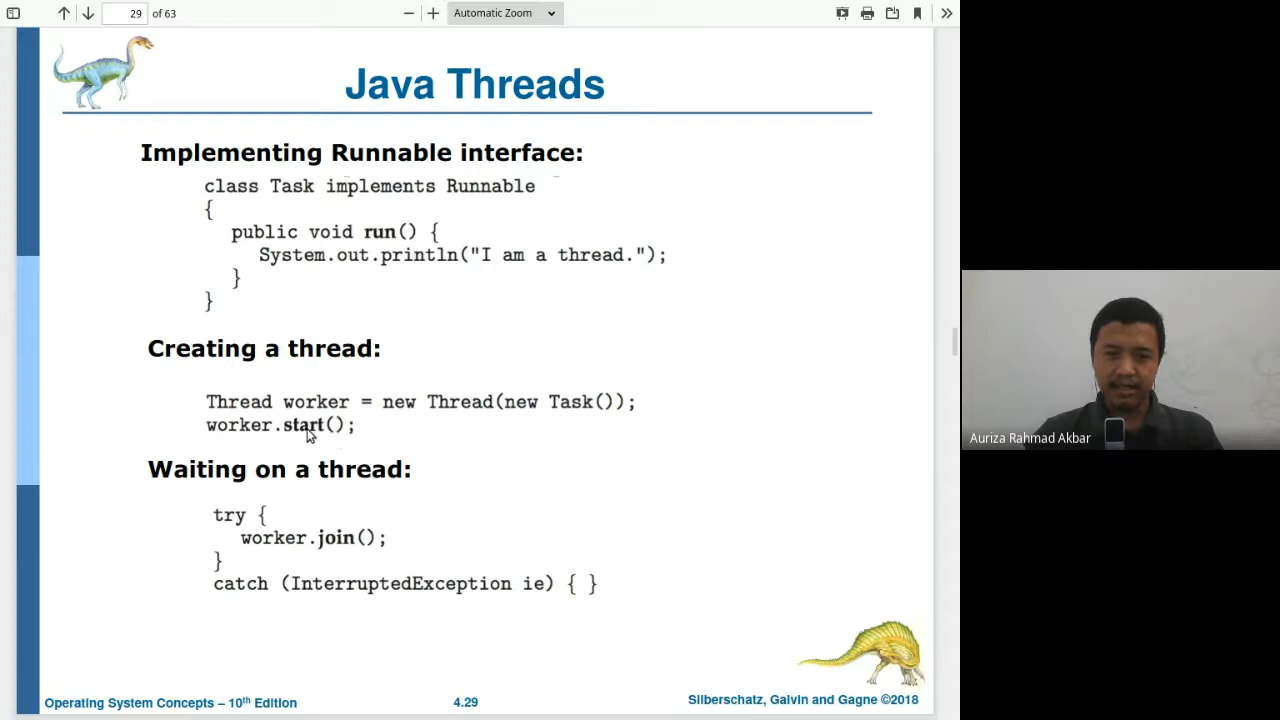 29 of 63
Automatic Zoom
Java Threads
Implementing Runnable interface:
class Task implements Runnable
{
public void run() {
System.out.println("I am a thread.");
}
}
Creating a thread:
Thread worker = new Thread(new Task());
worker.start();
Waiting on a thread:
try {
worker.join();
}
catch (InterruptedException ie) { }
Operating System Concepts – 10th Edition
4.29
Silberschatz, Galvin and Gagne ©2018
Auriza Rahmad Akbar